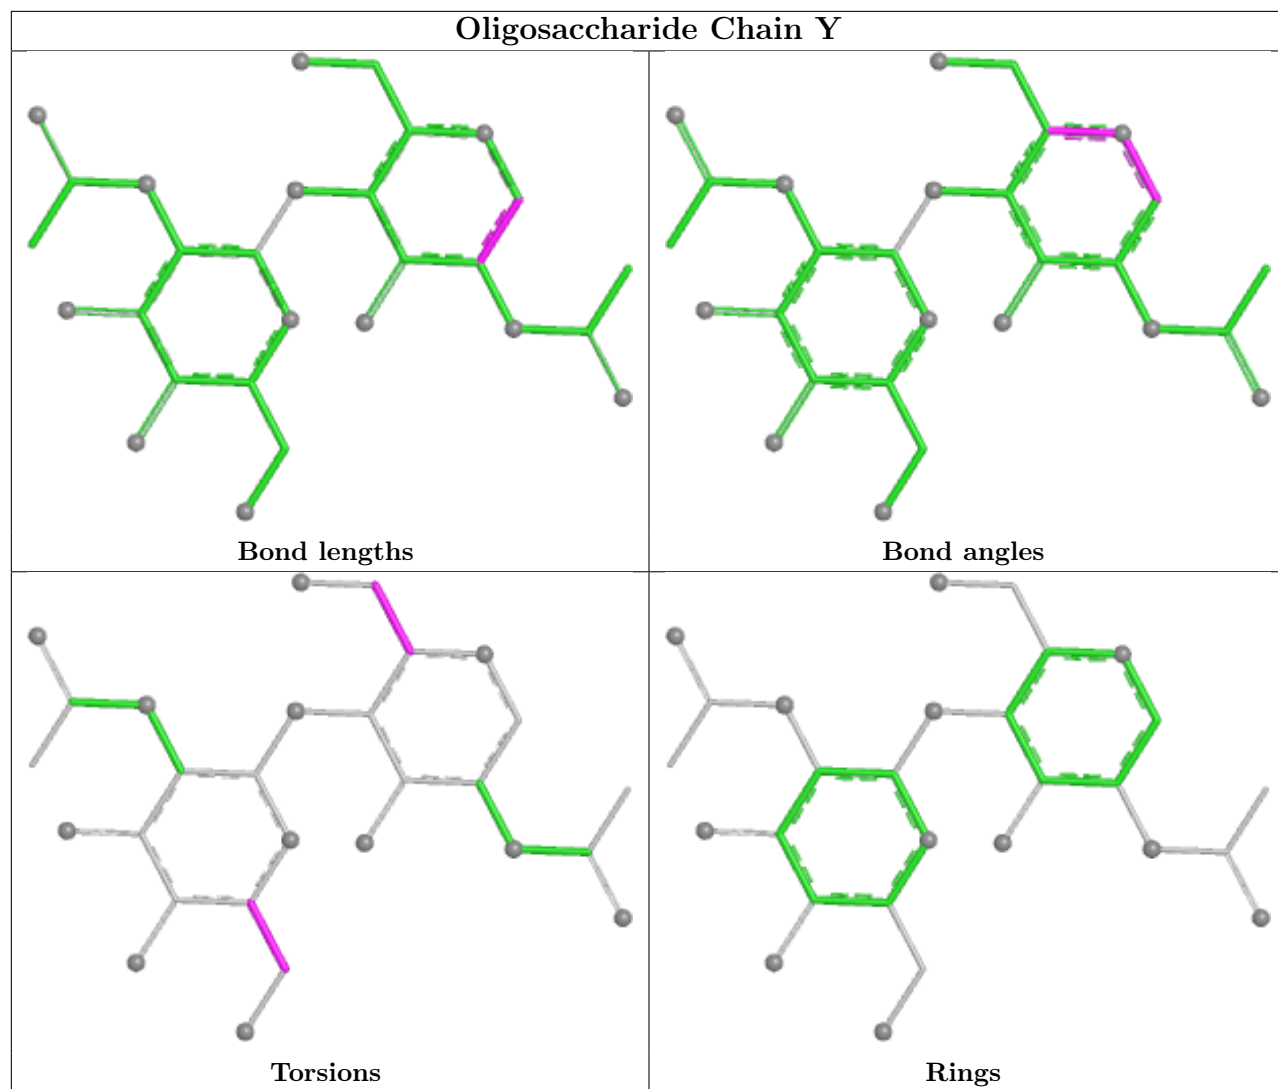 Oligosaccharide Chain Y
Bond lengths
Bond angles
Torsions
Rings